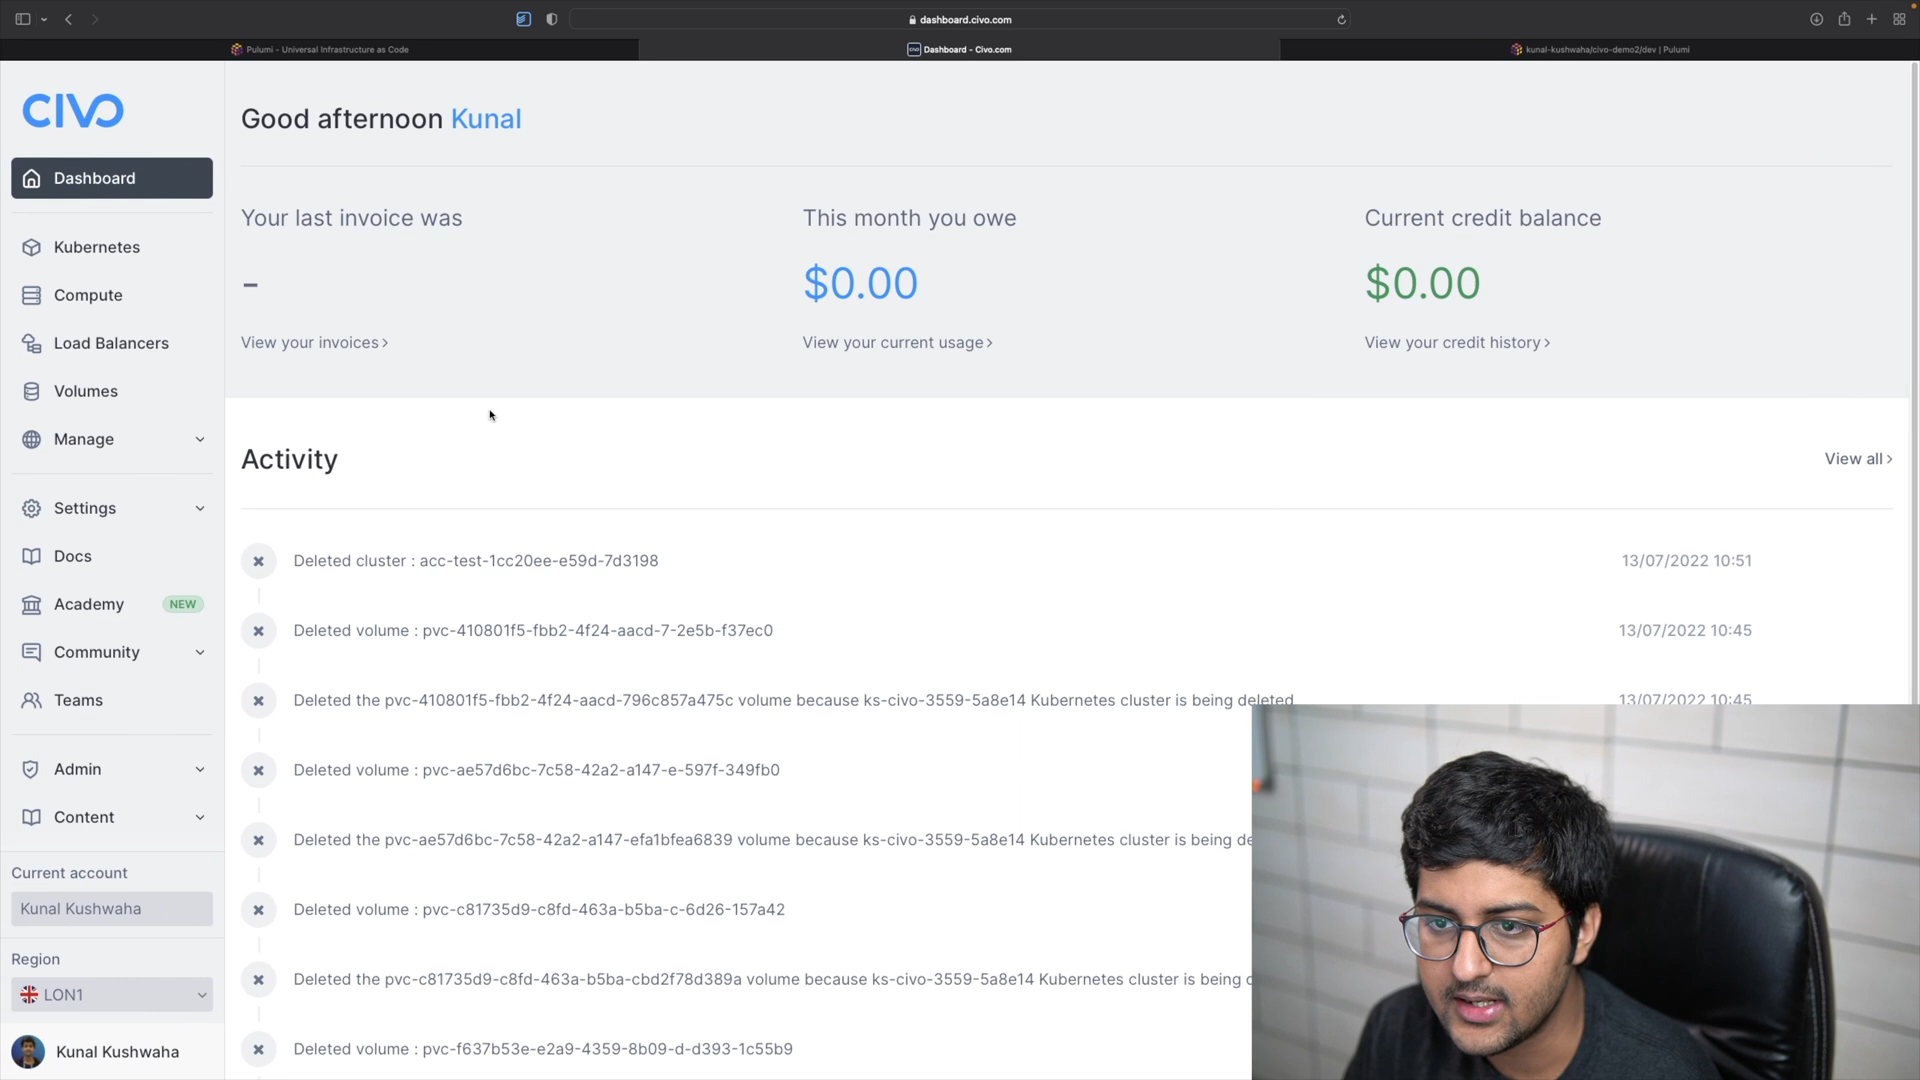 dashboard.civo.com
Pulumi - Universal Infrastructure as Code
Dashboard - Civo.com
kunal-kushwaha/civo-demo2/dev | Pulumi
CIVO
Dashboard
Kubernetes
Compute
Load Balancers
Volumes
Manage
Settings
Docs
Academy NEW
Community
Teams
Admin
Content
Current account
Kunal Kushwaha
Region
LON1
Kunal Kushwaha
Good afternoon Kunal
Your last invoice was
-
View your invoices >
This month you owe
$0.00
View your current usage >
Current credit balance
$0.00
View your credit history >
Activity
View all >
Deleted cluster : acc-test-1cc20ee-e59d-7d3198 13/07/2022 10:51
Deleted volume : pvc-410801f5-fbb2-4f24-aacd-7-2e5b-f37ec0 13/07/2022 10:45
Deleted the pvc-410801f5-fbb2-4f24-aacd-796c857a475c volume because ks-civo-3559-5a8e14 Kubernetes cluster is being deleted 13/07/2022 10:45
Deleted volume : pvc-ae57d6bc-7c58-42a2-a147-e-597f-349fb0
Deleted the pvc-ae57d6bc-7c58-42a2-a147-efa1bfea6839 volume because ks-civo-3559-5a8e14 Kubernetes cluster is being de
Deleted volume : pvc-c81735d9-c8fd-463a-b5ba-c-6d26-157a42
Deleted the pvc-c81735d9-c8fd-463a-b5ba-cbd2f78d389a volume because ks-civo-3559-5a8e14 Kubernetes cluster is being
Deleted volume : pvc-f637b53e-e2a9-4359-8b09-d-d393-1c55b9